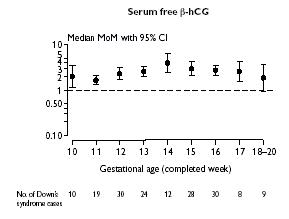 Serum free β-hCG
Median MoM with 95% CI
10
5
4
3
2
1
0.50
0.10
10 11 12 13 14 15 16 17 18–20
Gestational age (completed week)
No. of Down's 10 19 30 24 12 28 30 8 9
syndrome cases